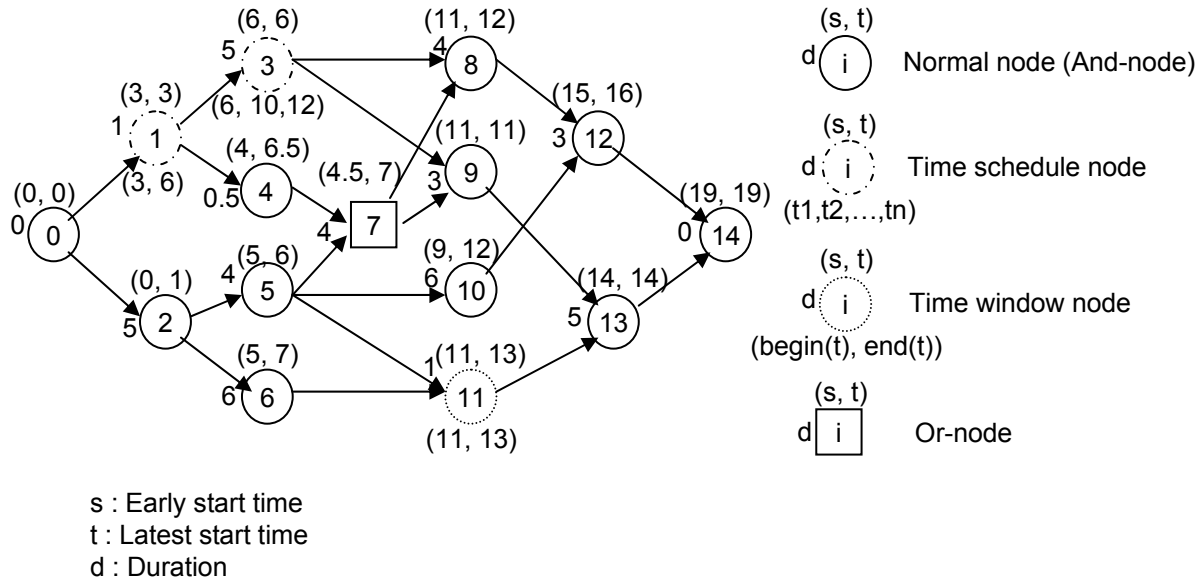 (6, 6)
5
3
(6, 10,12)
(11, 12)
4
8
(3, 3)
1
1
(3, 6)
(4, 6.5)
0.5
4
(15, 16)
3
12
(11, 11)
3
9
(4.5, 7)
4
7
(0, 0)
0
0
(19, 19)
0
14
(0, 1)
5
2
(5, 6)
4
5
(9, 12)
6
10
(14, 14)
5
13
(5, 7)
6
6
(11, 13)
1
11
(11, 13)
(s, t)
d
i
Normal node (And-node)
(s, t)
d
i
Time schedule node
(t1,t2,…,tn)
(s, t)
d
i
Time window node
(begin(t), end(t))
(s, t)
d
i
Or-node
s : Early start time
t : Latest start time
d : Duration